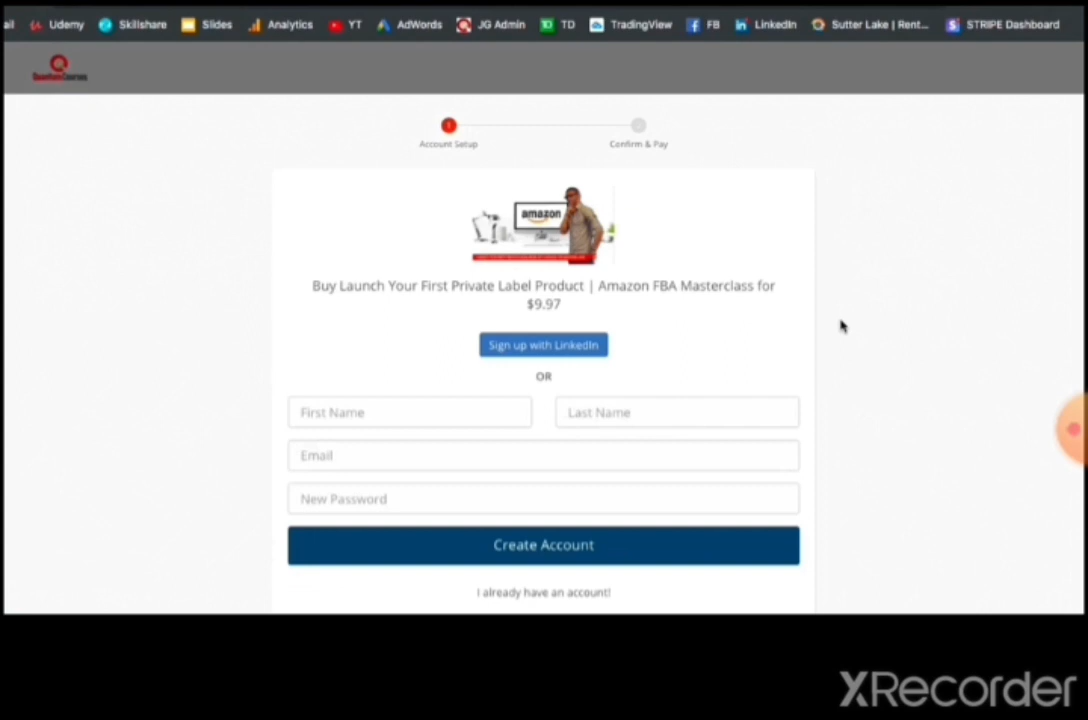 ail Udemy Skillshare Slides Analytics YT AdWords JG Admin TD TradingView FB LinkedIn Sutter Lake | Rent... STRIPE Dashboard
1
Account Setup Confirm & Pay
amazon
Buy Launch Your First Private Label Product | Amazon FBA Masterclass for
$9.97
Sign up with LinkedIn
OR
First Name Last Name
Email
New Password
Create Account
I already have an account!
XRecorder